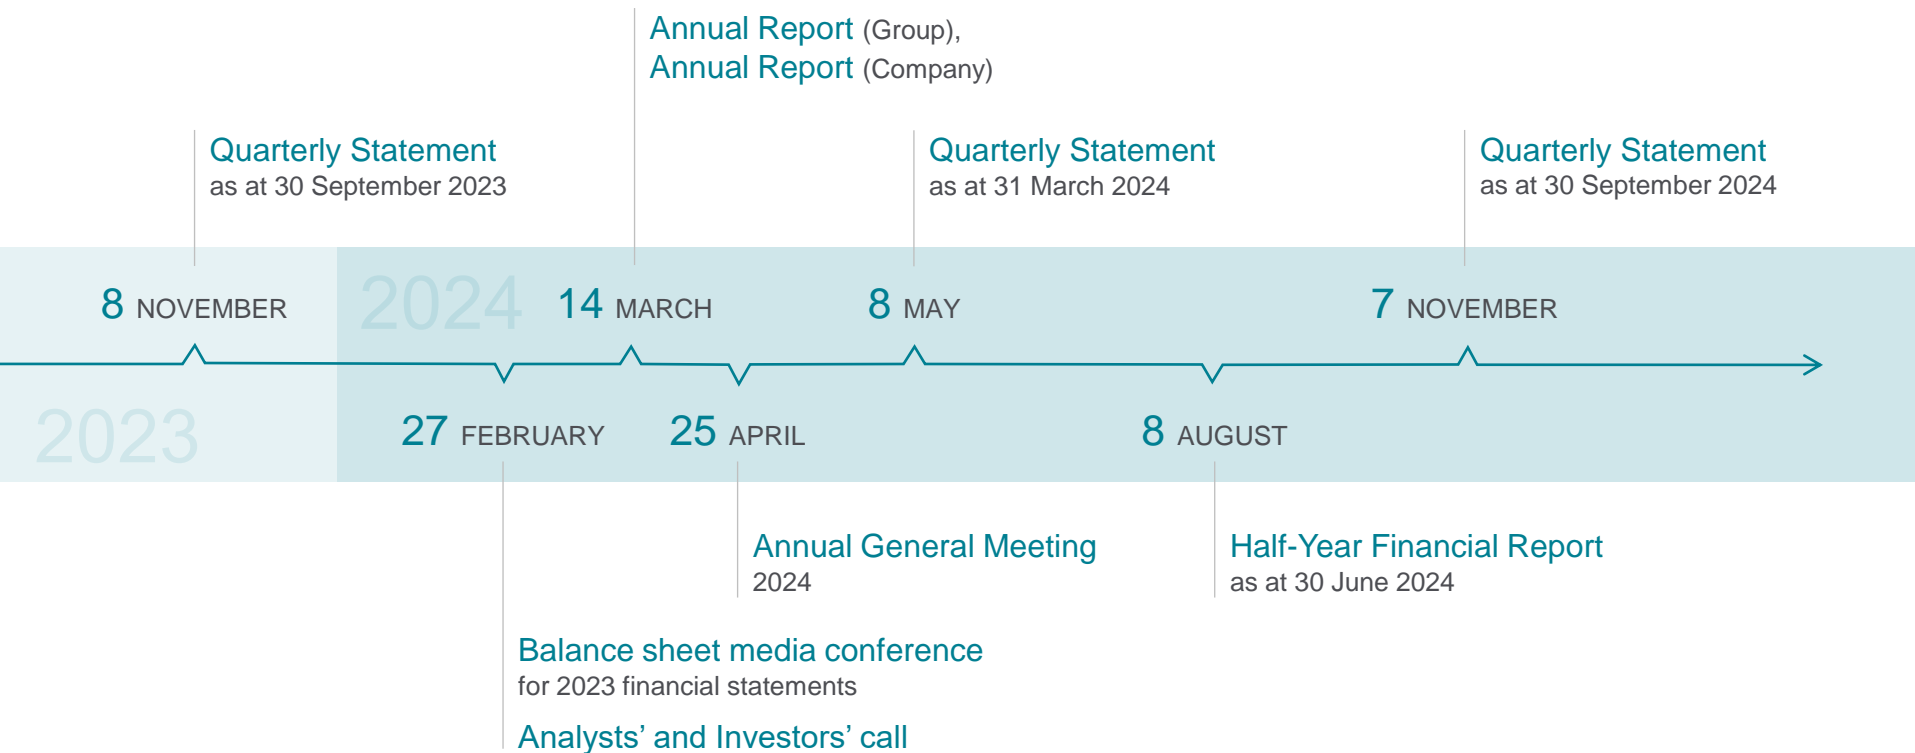 Annual Report (Group),
Annual Report (Company)
Quarterly Statement
as at 30 September 2023
Quarterly Statement
as at 31 March 2024
Quarterly Statement
as at 30 September 2024
2023
2024
8 NOVEMBER
14 MARCH
8 MAY
7 NOVEMBER
27 FEBRUARY
25 APRIL
8 AUGUST
Annual General Meeting
2024
Half-Year Financial Report
as at 30 June 2024
Balance sheet media conference
for 2023 financial statements
Analysts’ and Investors’ call